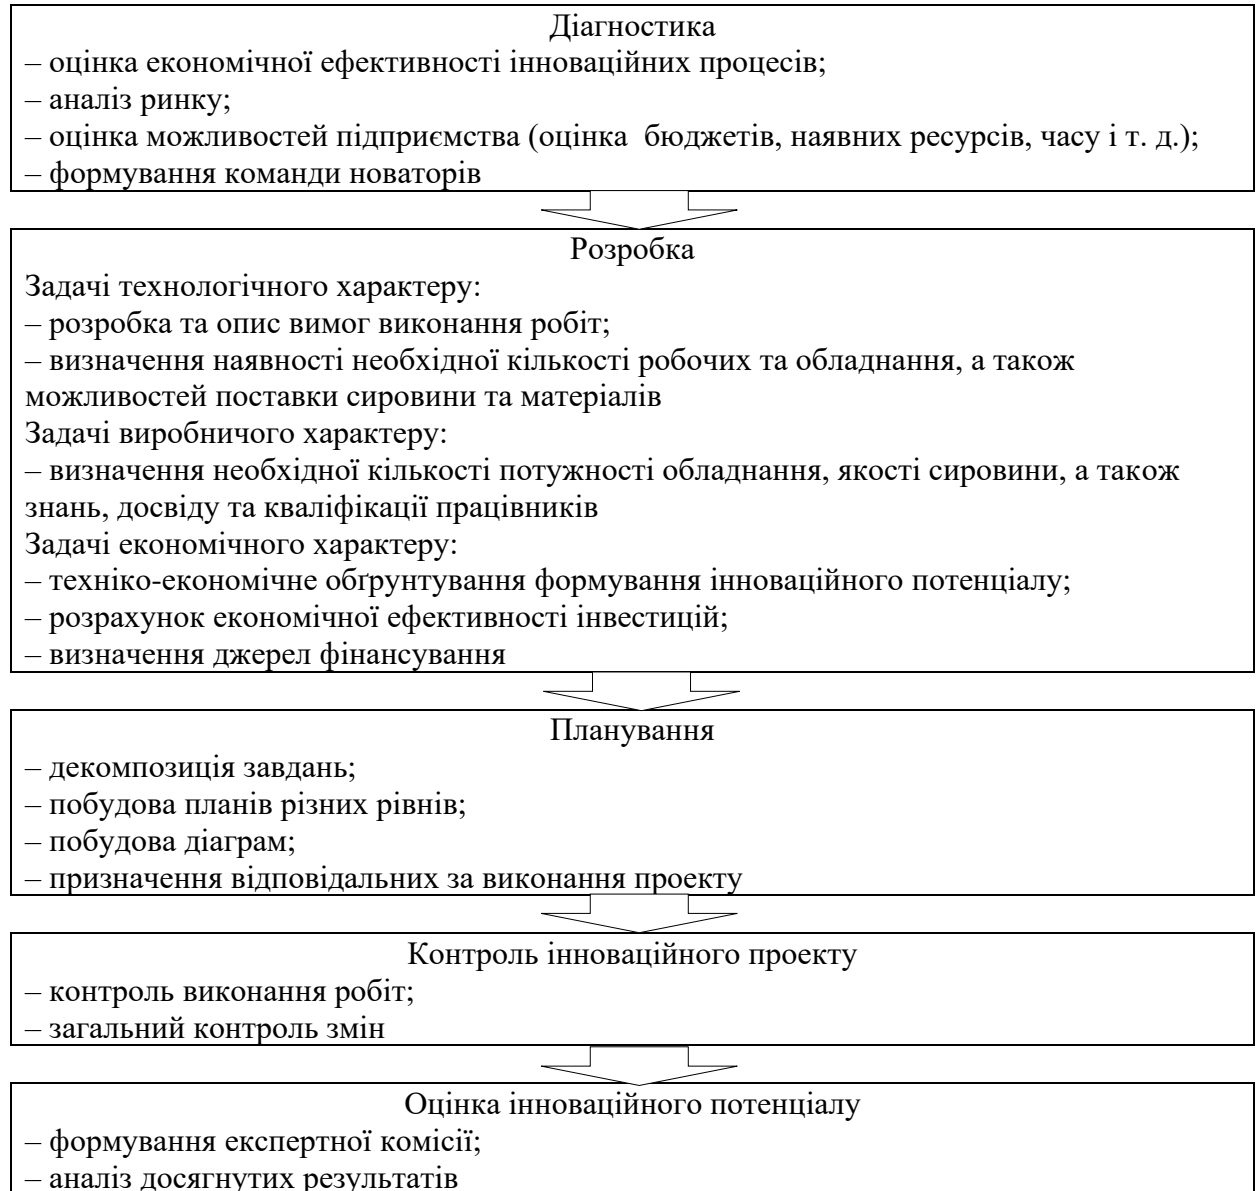 Діагностика
– оцінка економічної ефективності інноваційних процесів;
– аналіз ринку;
– оцінка можливостей підприємства (оцінка бюджетів, наявних ресурсів, часу і т. д.);
– формування команди новаторів
Розробка
Задачі технологічного характеру:
– розробка та опис вимог виконання робіт;
– визначення наявності необхідної кількості робочих та обладнання, а також
можливостей поставки сировини та матеріалів
Задачі виробничого характеру:
– визначення необхідної кількості потужності обладнання, якості сировини, а також
знань, досвіду та кваліфікації працівників
Задачі економічного характеру:
– техніко-економічне обґрунтування формування інноваційного потенціалу;
– розрахунок економічної ефективності інвестицій;
– визначення джерел фінансування
Планування
– декомпозиція завдань;
– побудова планів різних рівнів;
– побудова діаграм;
– призначення відповідальних за виконання проекту
Контроль інноваційного проекту
– контроль виконання робіт;
– загальний контроль змін
Оцінка інноваційного потенціалу
– формування експертної комісії;
– аналіз досягнутих результатів